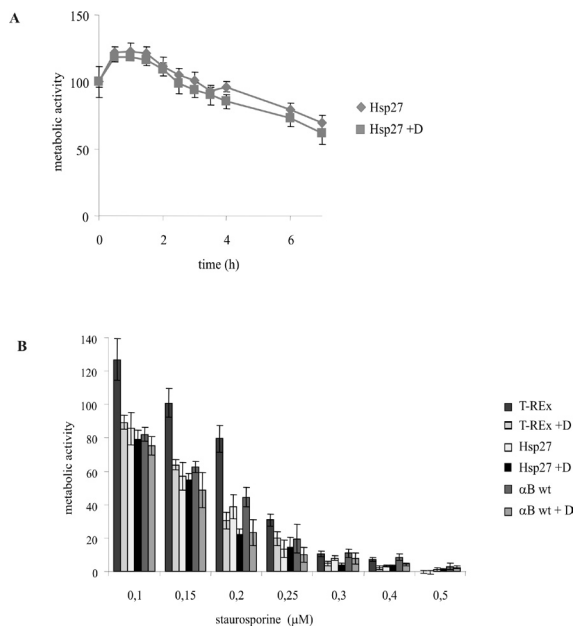 A
150
100
50
0
metabolic activity
0 2 4 6
time (h)
Hsp27
Hsp27 +D
B
140
120
100
80
60
40
20
0
metabolic activity
0,1 0,15 0,2 0,25 0,3 0,4 0,5
staurosporine (μM)
T-REx
T-REx +D
Hsp27
Hsp27 +D
αB wt
αB wt + D